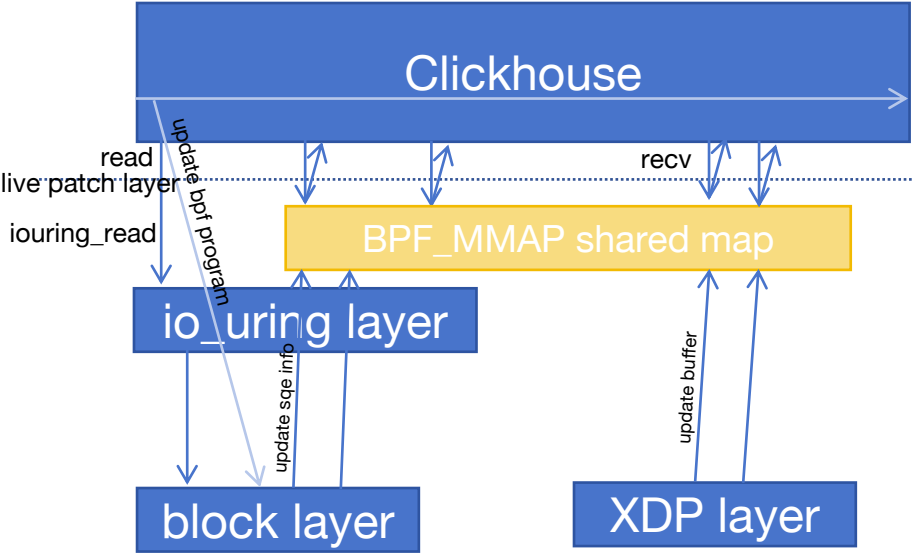 Clickhouse
update bpf program
read
recv
live patch layer
iouring_read
BPF_MMAP shared map
io_uring layer
update sqe info
update buffer
block layer
XDP layer